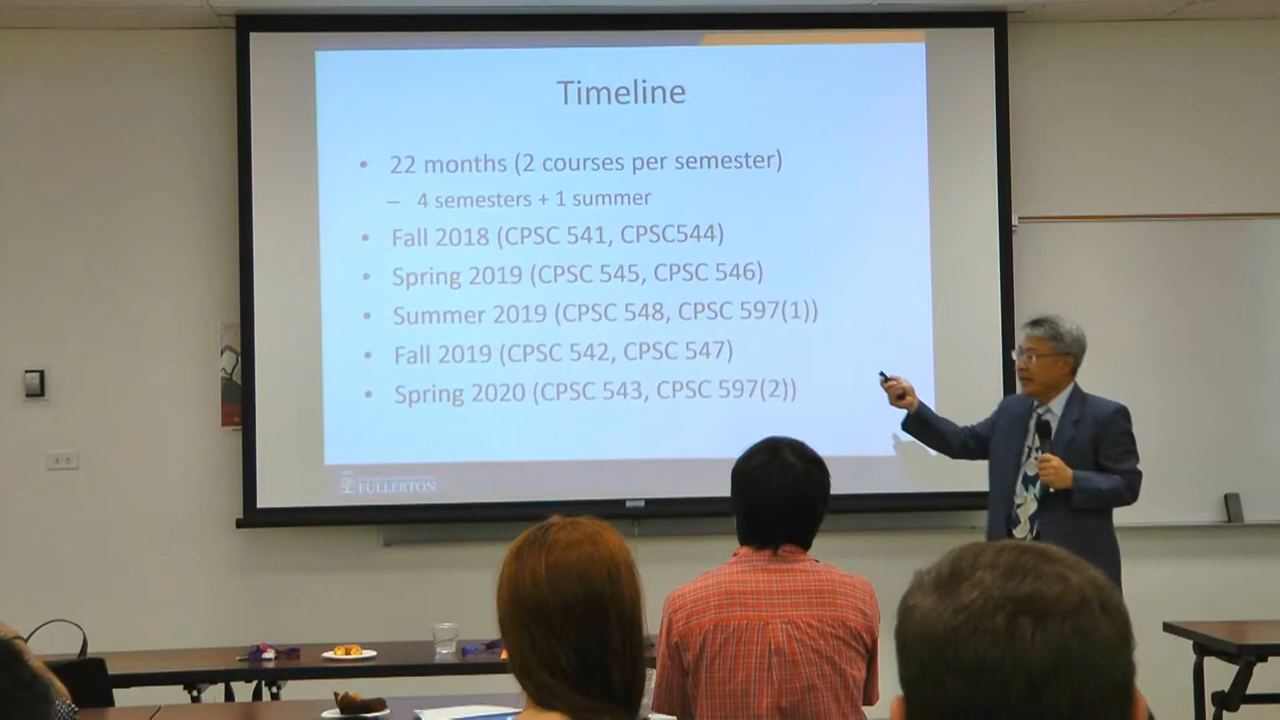 Timeline
• 22 months (2 courses per semester)
– 4 semesters + 1 summer
• Fall 2018 (CPSC 541, CPSC544)
• Spring 2019 (CPSC 545, CPSC 546)
• Summer 2019 (CPSC 548, CPSC 597(1))
• Fall 2019 (CPSC 542, CPSC 547)
• Spring 2020 (CPSC 543, CPSC 597(2))
FULLERTON